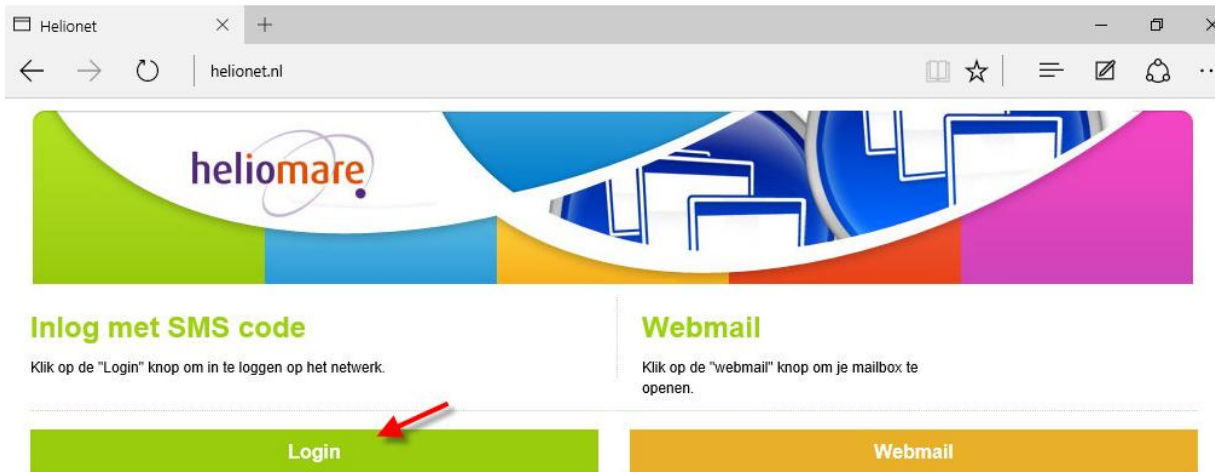 Helionet
helionet.nl
heliomare
Inlog met SMS code
Klik op de "Login" knop om in te loggen op het netwerk.
Webmail
Klik op de "webmail" knop om je mailbox te
openen.
Login
Webmail